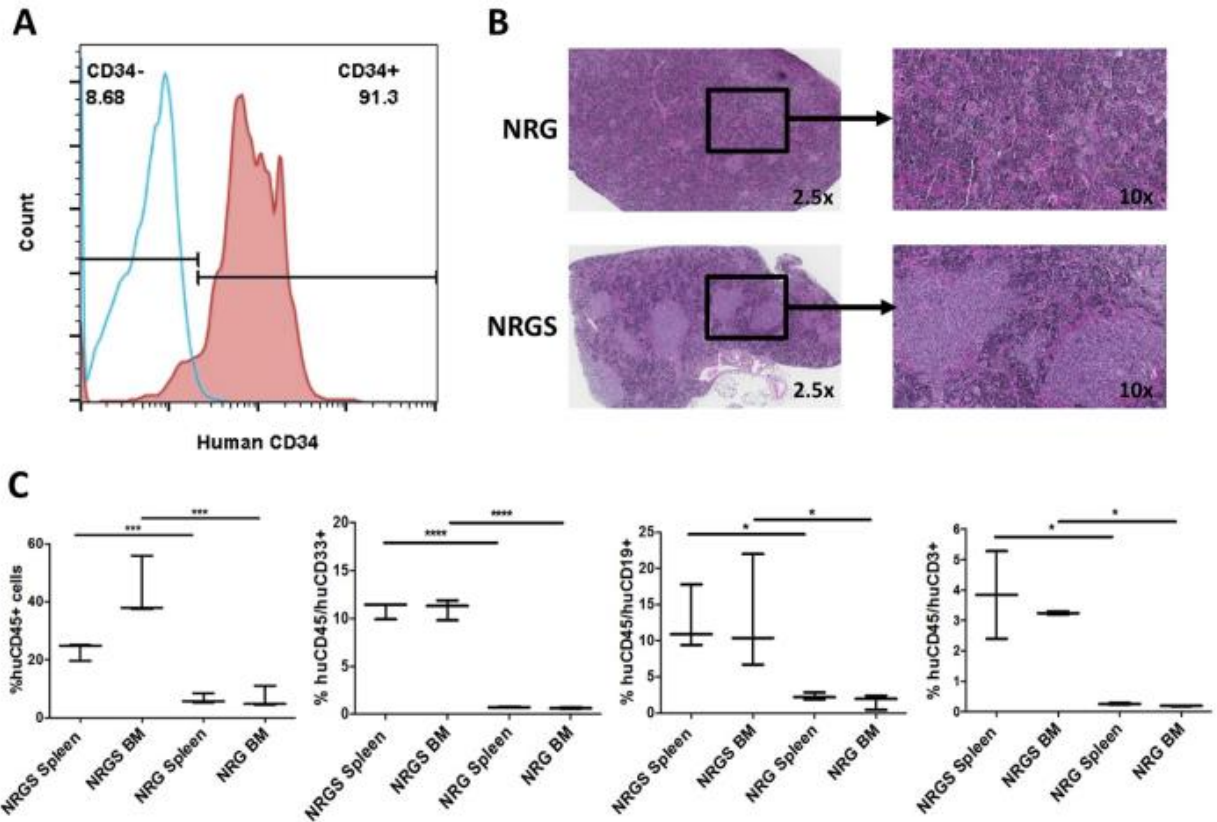 A
CD34-
8.68
CD34+
91.3
Count
Human CD34
B
NRG
2.5x
10x
NRGS
2.5x
10x
C
%huCD45+ cells
60
40
20
0
***
***
NRGS Spleen
NRGS BM
NRG Spleen
NRG BM
% huCD45/huCD33+
20
15
10
5
0
****
****
NRGS Spleen
NRGS BM
NRG Spleen
NRG BM
% huCD45/huCD19+
25
20
15
10
5
0
*
*
NRGS Spleen
NRGS BM
NRG Spleen
NRG BM
% huCD45/huCD3+
6
5
4
3
2
1
0
*
*
NRGS Spleen
NRGS BM
NRG Spleen
NRG BM